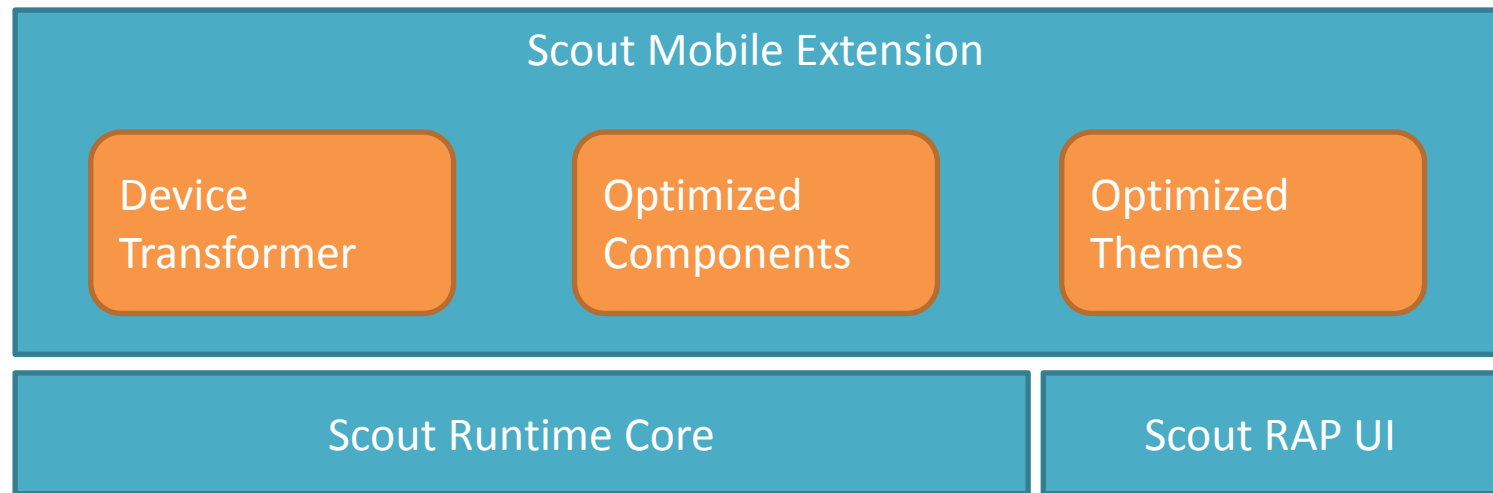 Scout Mobile Extension
Device
Transformer
Optimized
Components
Optimized
Themes
Scout Runtime Core
Scout RAP UI